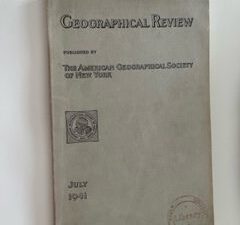 GEOGRAPHICAL REVIEW
PUBLISHED BY
THE AMERICAN GEOGRAPHICAL SOCIETY
OF NEW YORK
JULY
1941